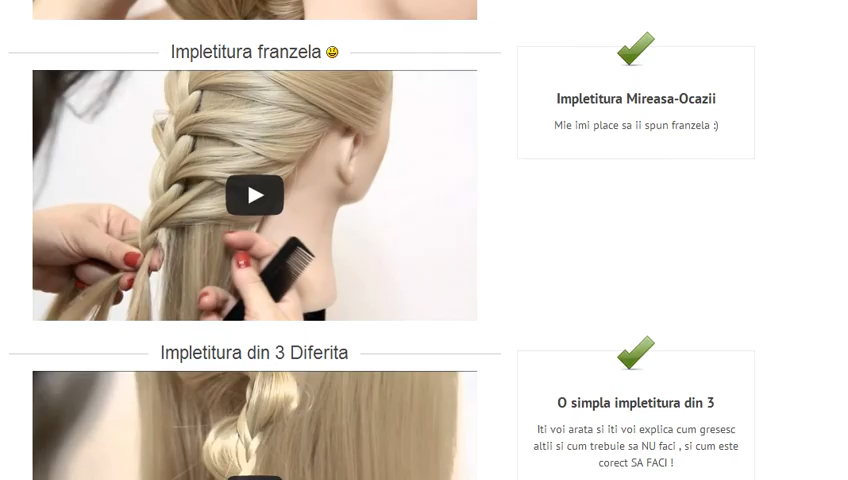 Impletitura franzela
Impletitura Mireasa-Ocazii
Mie imi place sa ii spun franzela :)
Impletitura din 3 Diferita
O simpla impletitura din 3
Iti voi arata si iti voi explica cum gresesc
altii si cum trebuie sa NU faci , si cum este
corect SA FACI !